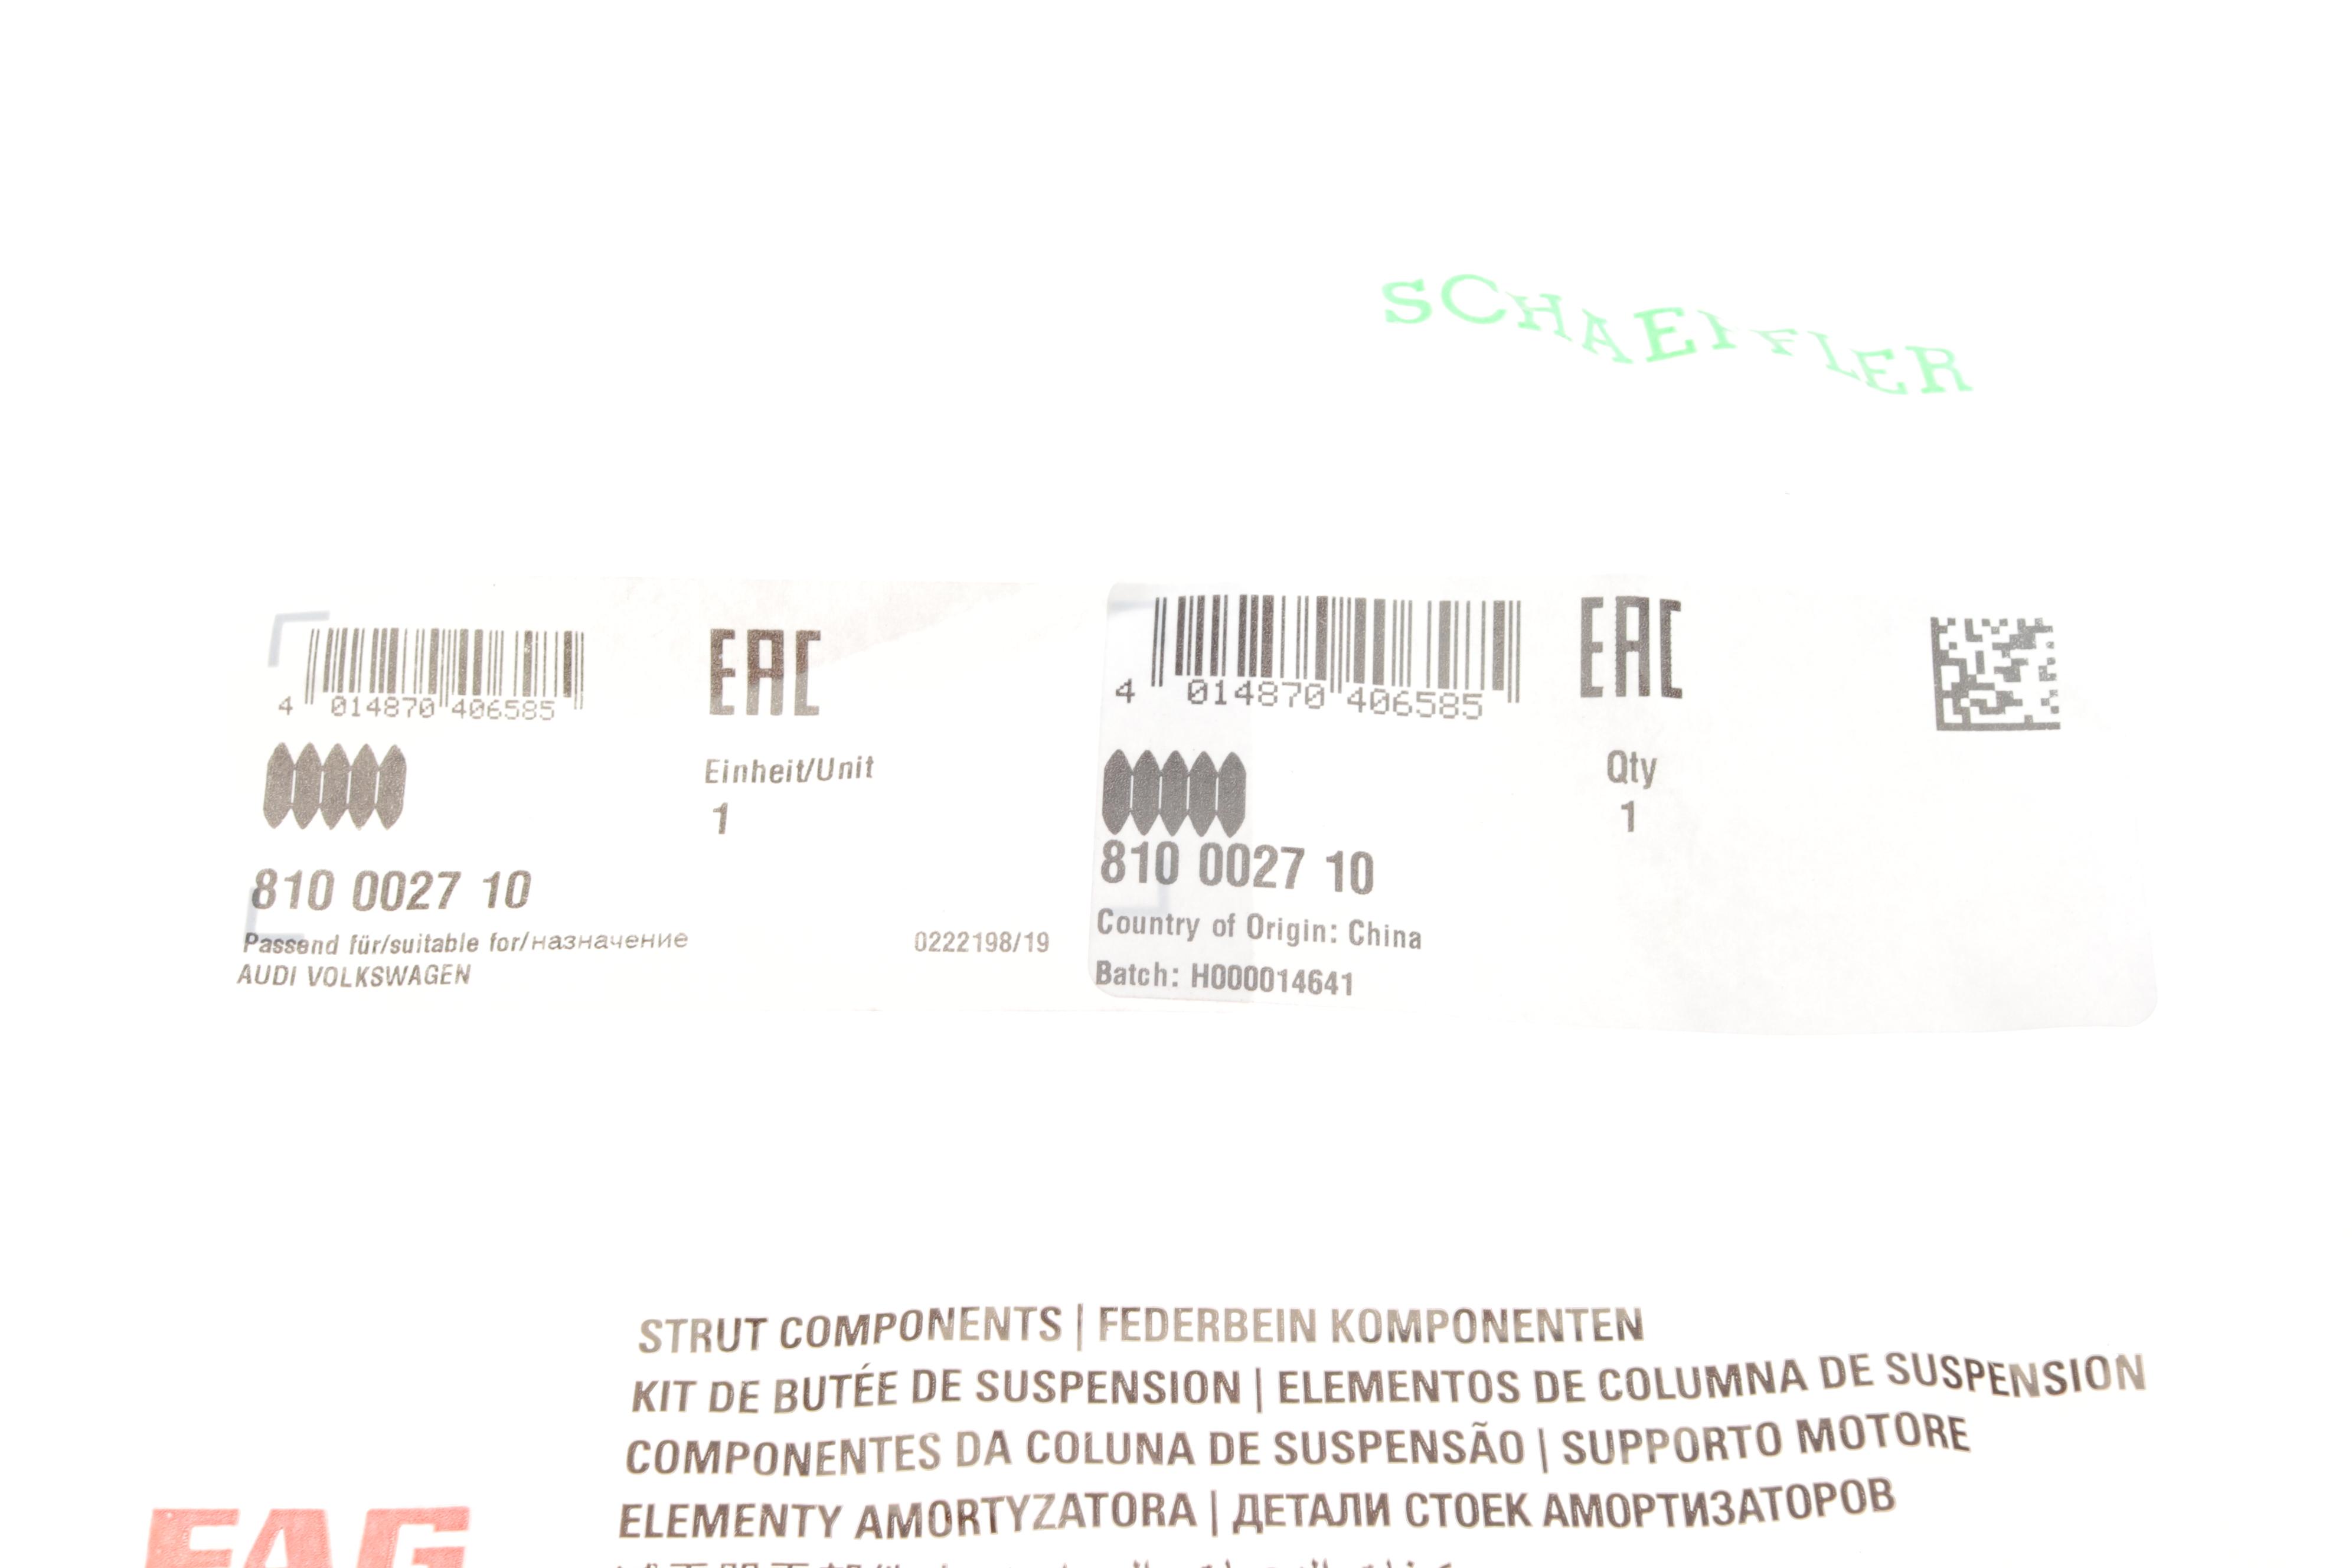 SCHAEFFLER
4 014870 406585
EAC
Einheit/Unit
1
810 0027 10
Passend für/suitable for/назначение
AUDI VOLKSWAGEN
0222198/19
4 014870 406585
EAC
Qty
1
810 0027 10
Country of Origin: China
Batch: H000014641
STRUT COMPONENTS | FEDERBEIN KOMPONENTEN
KIT DE BUTÉE DE SUSPENSION | ELEMENTOS DE COLUMNA DE SUSPENSION
COMPONENTES DA COLUNA DE SUSPENSÃO | SUPPORTO MOTORE
ELEMENTY AMORTYZATORA | ДЕТАЛИ СТОЕК АМОРТИЗАТОРОВ
FAG